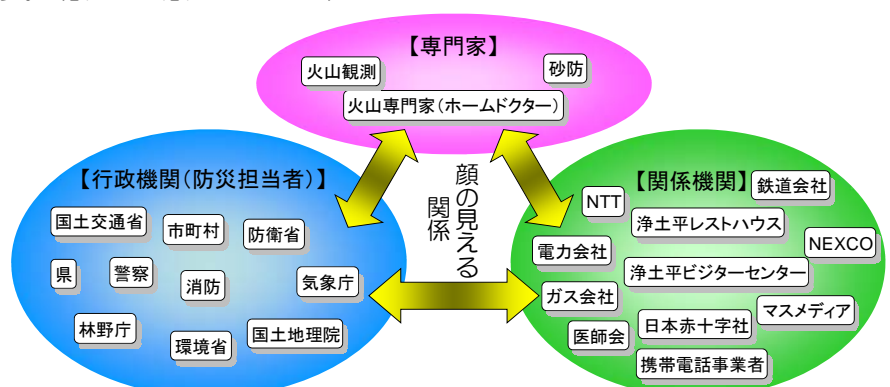 【専門家】
火山観測
砂防
火山専門家(ホームドクター)
【行政機関(防災担当者)】
国土交通省
市町村
防衛省
県
警察
消防
気象庁
林野庁
環境省
国土地理院
顔の見える
関係
【関係機関】
鉄道会社
NTT
浄土平レストハウス
NEXCO
電力会社
浄土平ビジターセンター
ガス会社
マスメディア
医師会
日本赤十字社
携帯電話事業者